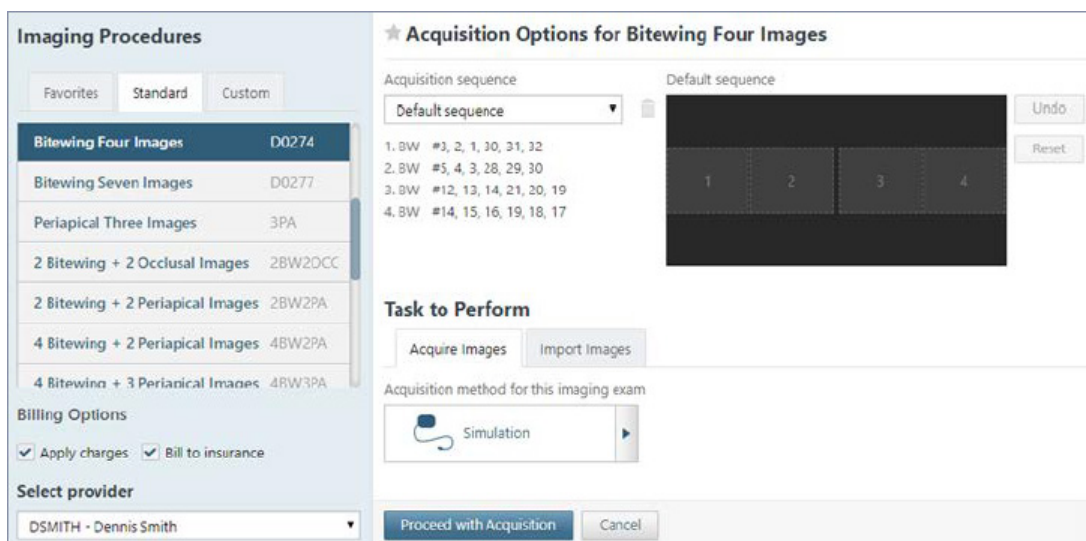 Imaging Procedures
Favorites Standard Custom
Bitewing Four Images D0274
Bitewing Seven Images D0277
Periapical Three Images 3PA
2 Bitewing + 2 Occlusal Images 2BW2OCC
2 Bitewing + 2 Periapical Images 2BW2PA
4 Bitewing + 2 Periapical Images 4BW2PA
4 Bitewing + 3 Periapical Images 4BW3PA
Billing Options
Apply charges Bill to insurance
Select provider
DSMITH - Dennis Smith
Acquisition Options for Bitewing Four Images
Acquisition sequence
Default sequence
1. BW #3, 2, 1, 30, 31, 32
2. BW #5, 4, 3, 28, 29, 30
3. BW #12, 13, 14, 21, 20, 19
4. BW #14, 15, 16, 19, 18, 17
Default sequence
1 2 3 4
Undo
Reset
Task to Perform
Acquire Images Import Images
Acquisition method for this imaging exam
Simulation
Proceed with Acquisition Cancel